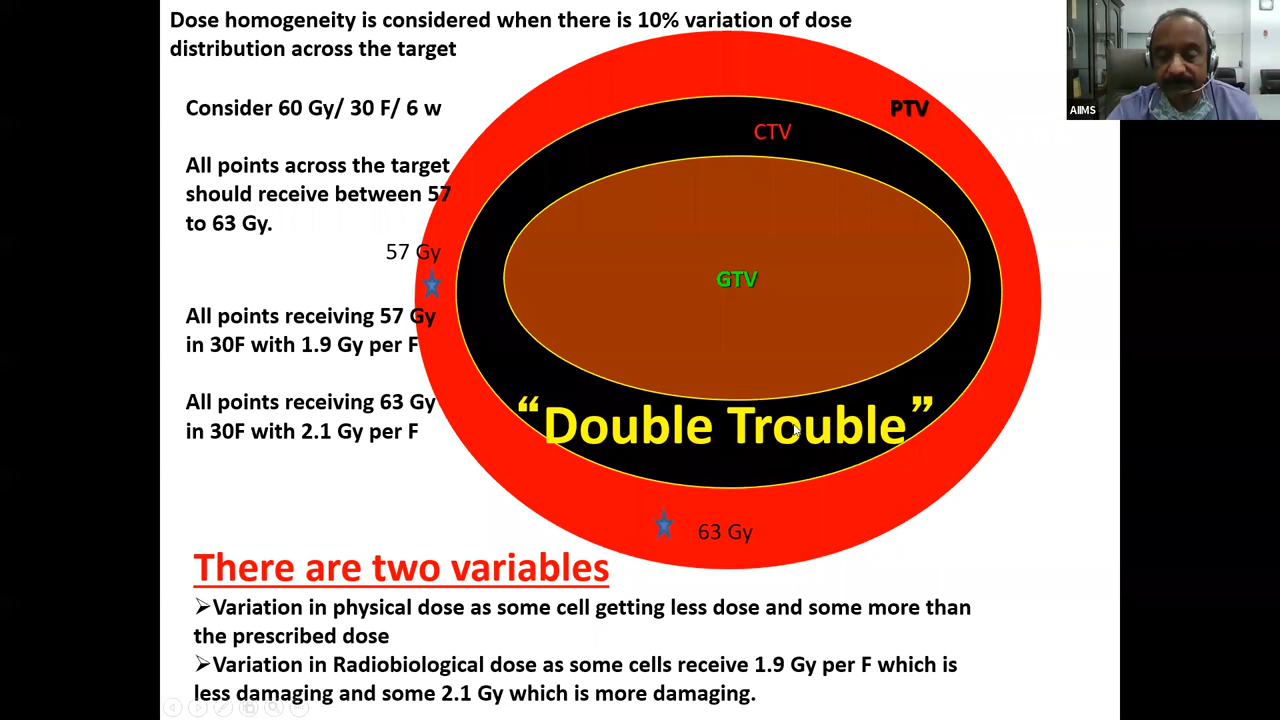 Dose homogeneity is considered when there is 10% variation of dose
distribution across the target
Consider 60 Gy/ 30 F/ 6 w
All points across the target
should receive between 57
to 63 Gy.
57 Gy
All points receiving 57 Gy
in 30F with 1.9 Gy per F
All points receiving 63 Gy
in 30F with 2.1 Gy per F
PTV
CTV
GTV
“Double Trouble”
63 Gy
There are two variables
➢Variation in physical dose as some cell getting less dose and some more than
the prescribed dose
➢Variation in Radiobiological dose as some cells receive 1.9 Gy per F which is
less damaging and some 2.1 Gy which is more damaging.
AIIMS